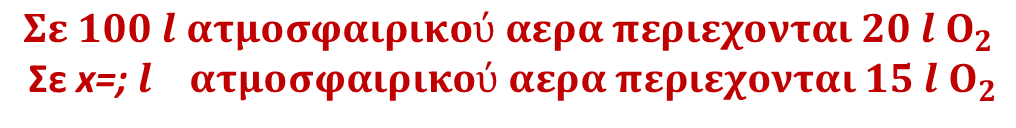 Σε 100 l ατμοσφαιρικού αερα περιεχονται 20 l O₂
Σε x=; l ατμοσφαιρικού αερα περιεχονται 15 l O₂